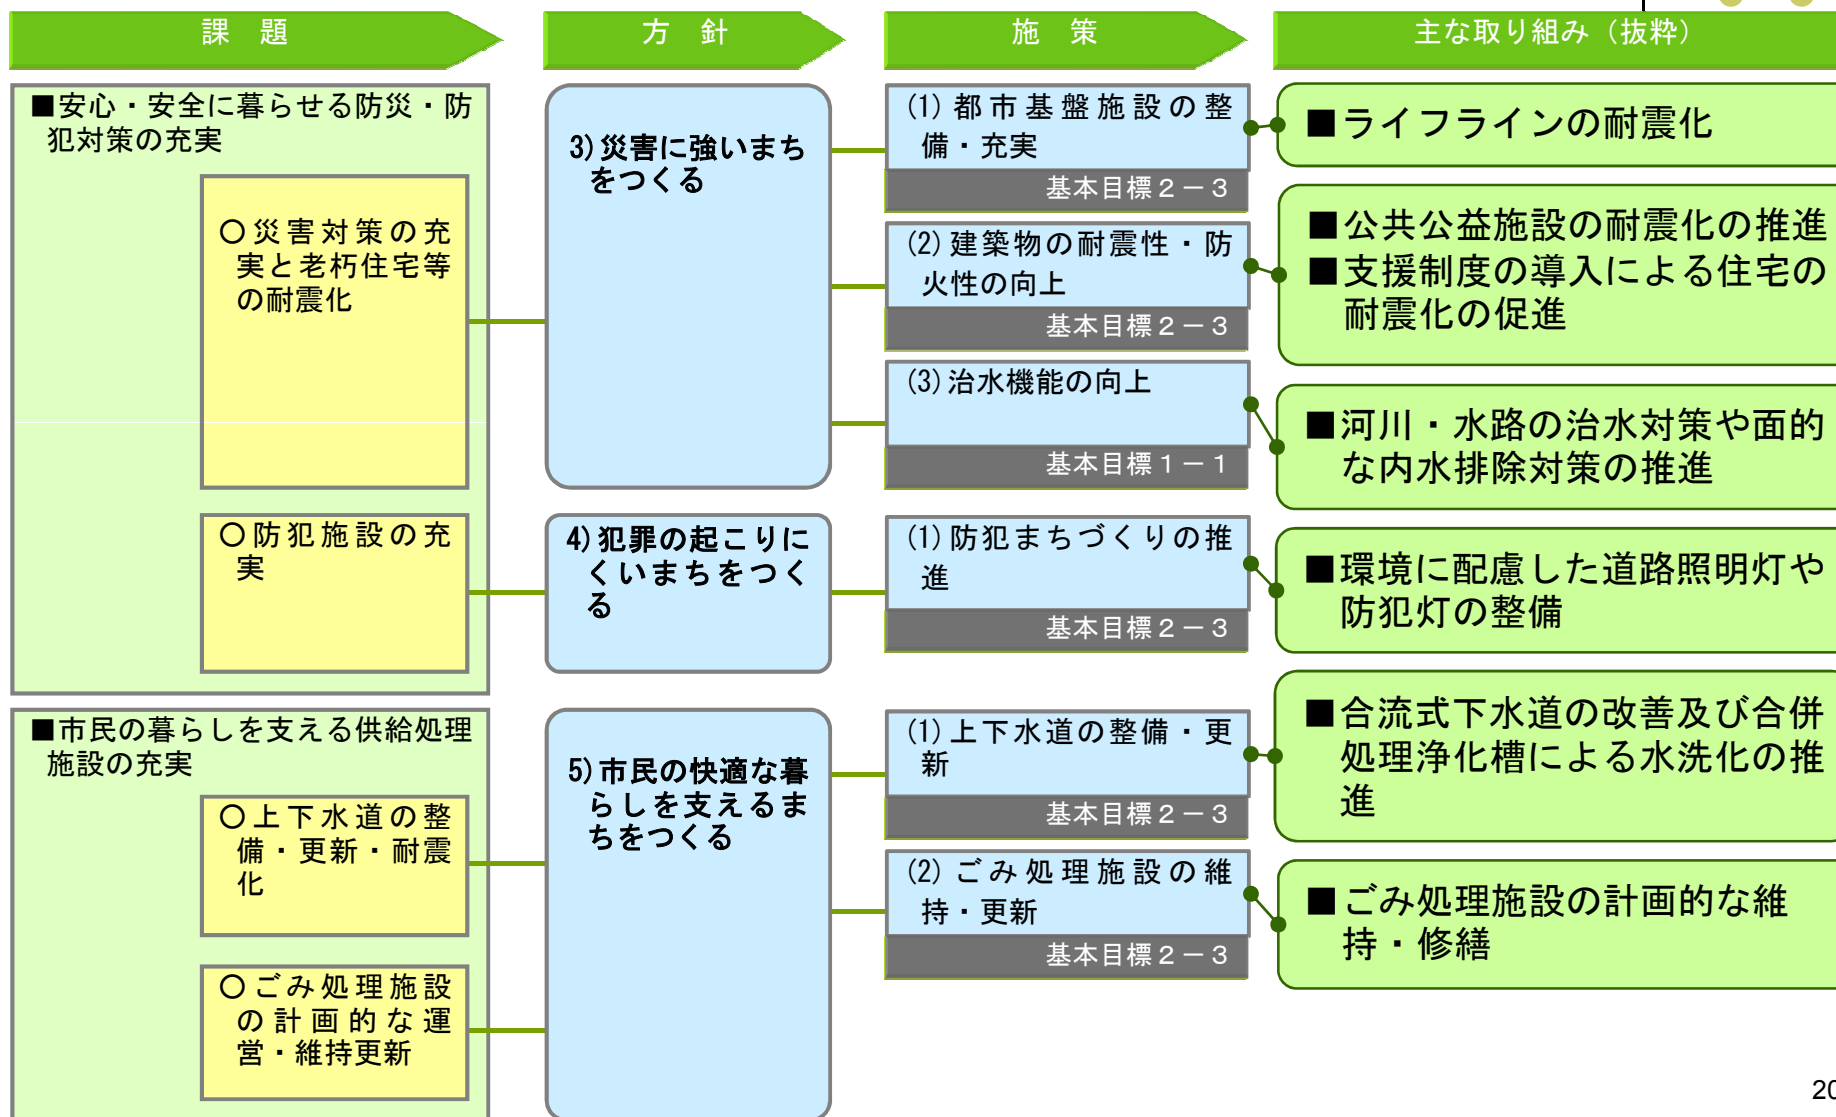 課　題
方　針
施　策
主な取り組み（抜粋）
■安心・安全に暮らせる防災・防
犯対策の充実
○災害対策の充
実と老朽住宅等
の耐震化
○防犯施設の充
実
■市民の暮らしを支える供給処理
施設の充実
○上下水道の整
備・更新・耐震
化
○ごみ処理施設
の計画的な運
営・維持更新
3)災害に強いまち
をつくる
4)犯罪の起こりに
くいまちをつく
る
5)市民の快適な暮
らしを支えるま
ちをつくる
(1)都市基盤施設の整
備・充実
基本目標２－３
(2)建築物の耐震性・防
火性の向上
基本目標２－３
(3)治水機能の向上
基本目標１－１
(1)防犯まちづくりの推
進
基本目標２－３
(1)上下水道の整備・更
新
基本目標２－３
(2)ごみ処理施設の維
持・更新
基本目標２－３
■ライフラインの耐震化
■公共公益施設の耐震化の推進
■支援制度の導入による住宅の
耐震化の促進
■河川・水路の治水対策や面的
な内水排除対策の推進
■環境に配慮した道路照明灯や
防犯灯の整備
■合流式下水道の改善及び合併
処理浄化槽による水洗化の推
進
■ごみ処理施設の計画的な維
持・修繕
20